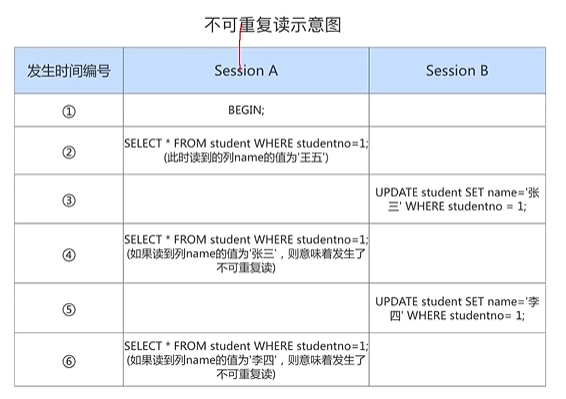 不可重复读示意图
发生时间编号
Session A
Session B
①
BEGIN;
②
SELECT * FROM student WHERE studentno=1;
(此时读到的列name的值为'王五')
③
UPDATE student SET name='张
三' WHERE studentno = 1;
④
SELECT * FROM student WHERE studentno=1;
(如果读到列name的值为'张三'，则意味着发生了
不可重复读)
⑤
UPDATE student SET name='李
四' WHERE studentno= 1;
⑥
SELECT * FROM student WHERE studentno=1;
(如果读到列name的值为'李四'，则意味着发生了
不可重复读)